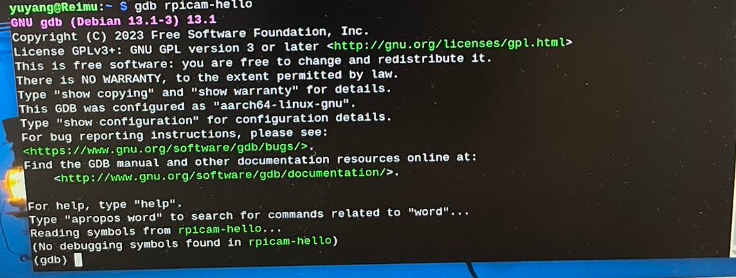 yuyang@Reimu:~ $ gdb rpicam-hello
GNU gdb (Debian 13.1-3) 13.1
Copyright (C) 2023 Free Software Foundation, Inc.
License GPLv3+: GNU GPL version 3 or later <http://gnu.org/licenses/gpl.html>
This is free software: you are free to change and redistribute it.
There is NO WARRANTY, to the extent permitted by law.
Type "show copying" and "show warranty" for details.
This GDB was configured as "aarch64-linux-gnu".
Type "show configuration" for configuration details.
For bug reporting instructions, please see:
<https://www.gnu.org/software/gdb/bugs/>.
Find the GDB manual and other documentation resources online at:
<http://www.gnu.org/software/gdb/documentation/>.
For help, type "help".
Type "apropos word" to search for commands related to "word"...
Reading symbols from rpicam-hello...
(No debugging symbols found in rpicam-hello)
(gdb)